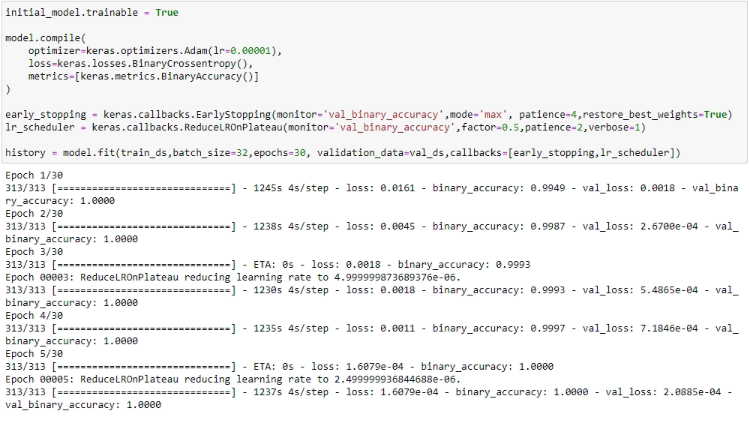 initial_model.trainable = True
model.compile(
optimizer=keras.optimizers.Adam(lr=0.00001),
loss=keras.losses.BinaryCrossentropy(),
metrics=[keras.metrics.BinaryAccuracy()]
)
early_stopping = keras.callbacks.EarlyStopping(monitor='val_binary_accuracy',mode='max', patience=4,restore_best_weights=True)
lr_scheduler = keras.callbacks.ReduceLROnPlateau(monitor='val_binary_accuracy',factor=0.5,patience=2,verbose=1)
history = model.fit(train_ds,batch_size=32,epochs=30, validation_data=val_ds,callbacks=[early_stopping,lr_scheduler])
Epoch 1/30
313/313 [==============================] - 1245s 4s/step - loss: 0.0161 - binary_accuracy: 0.9949 - val_loss: 0.0018 - val_bina
ry_accuracy: 1.0000
Epoch 2/30
313/313 [==============================] - 1238s 4s/step - loss: 0.0045 - binary_accuracy: 0.9987 - val_loss: 2.6700e-04 - val_
binary_accuracy: 1.0000
Epoch 3/30
313/313 [==============================] - ETA: 0s - loss: 0.0018 - binary_accuracy: 0.9993
Epoch 00003: ReduceLROnPlateau reducing learning rate to 4.999999873689376e-06.
313/313 [==============================] - 1230s 4s/step - loss: 0.0018 - binary_accuracy: 0.9993 - val_loss: 5.4865e-04 - val_
binary_accuracy: 1.0000
Epoch 4/30
313/313 [==============================] - 1235s 4s/step - loss: 0.0011 - binary_accuracy: 0.9997 - val_loss: 7.1846e-04 - val_
binary_accuracy: 1.0000
Epoch 5/30
313/313 [==============================] - ETA: 0s - loss: 1.6079e-04 - binary_accuracy: 1.0000
Epoch 00005: ReduceLROnPlateau reducing learning rate to 2.499999936844688e-06.
313/313 [==============================] - 1237s 4s/step - loss: 1.6079e-04 - binary_accuracy: 1.0000 - val_loss: 2.0885e-04 -
val_binary_accuracy: 1.0000